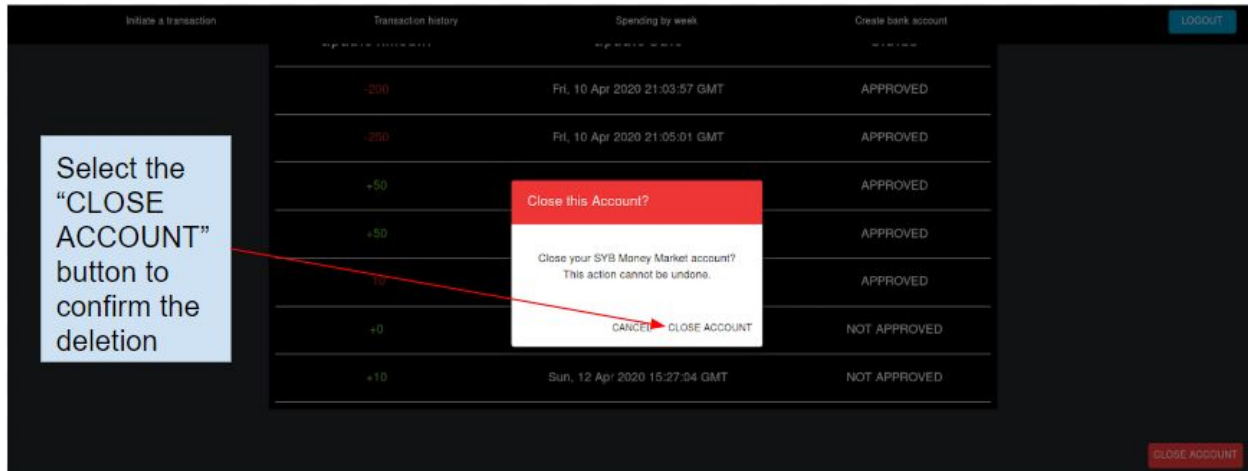 Initiate a transaction Transaction history Spending by week Create bank account LOGOUT
-200 Fri, 10 Apr 2020 21:03:57 GMT APPROVED
-250 Fri, 10 Apr 2020 21:05:01 GMT APPROVED
+50 APPROVED
+50 APPROVED
10 APPROVED
+0 NOT APPROVED
+10 Sun, 12 Apr 2020 15:27:04 GMT NOT APPROVED
Select the
“CLOSE
ACCOUNT”
button to
confirm the
deletion
Close this Account?
Close your SYB Money Market account?
This action cannot be undone.
CANCEL CLOSE ACCOUNT
CLOSE ACCOUNT